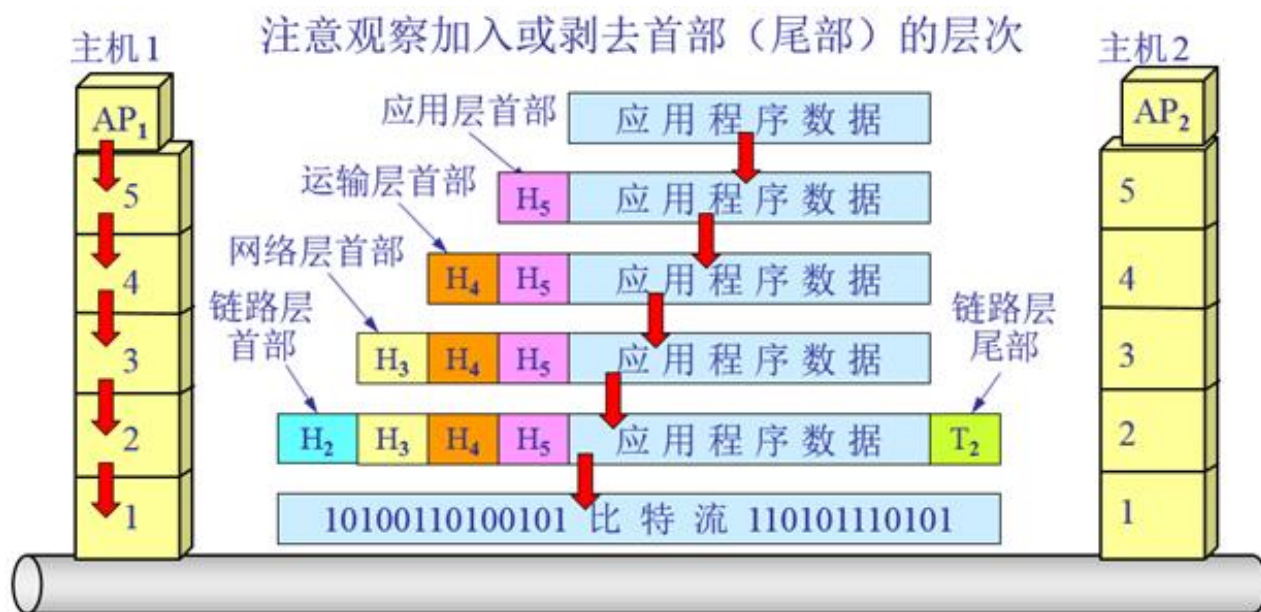 注意观察加入或剥去首部（尾部）的层次
主机1
主机2
AP₁
AP₂
应用层首部
应用程序数据
5
运输层首部
H₅ 应用程序数据
5
4
网络层首部
H₄ H₅ 应用程序数据
4
3
链路层
首部
H₃ H₄ H₅ 应用程序数据
链路层
尾部
3
2
H₂ H₃ H₄ H₅ 应用程序数据 T₂
2
1
10100110100101 比特流 110101110101
1